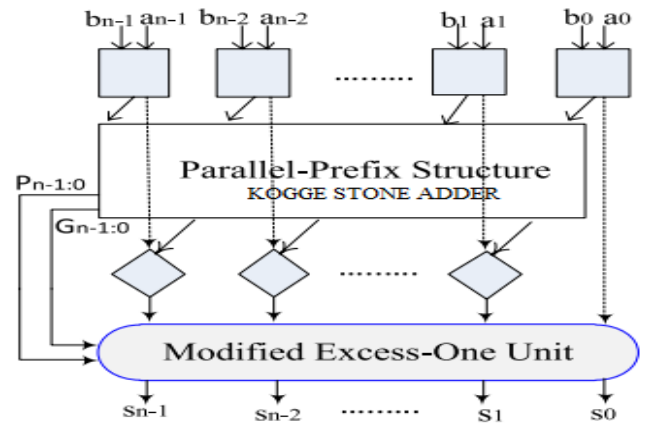 bn-1 an-1 bn-2 an-2 b1 a1 b0 a0
Parallel-Prefix Structure
KOGGE STONE ADDER
Pn-1:0
Gn-1:0
Modified Excess-One Unit
Sn-1 Sn-2 S1 S0